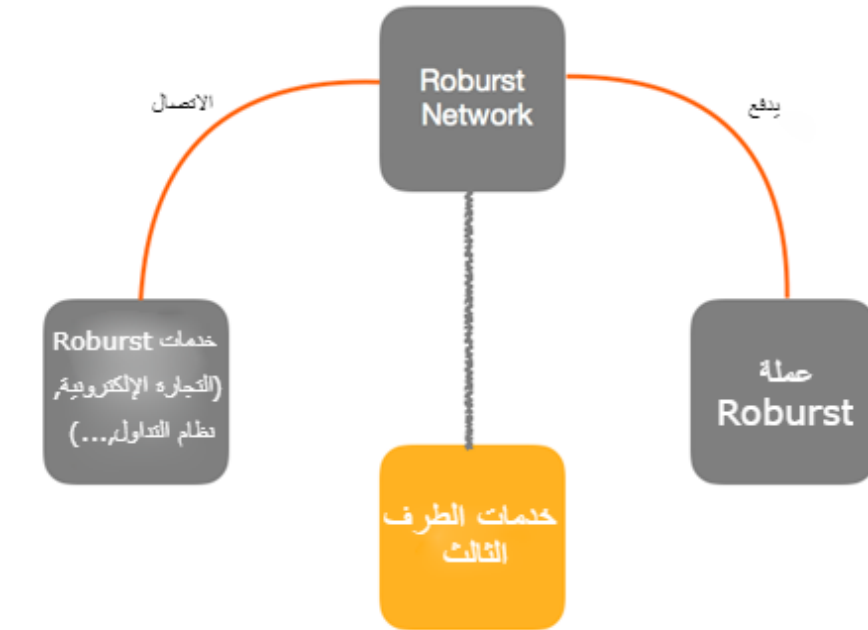 Roburst
Network
الاتصال
يدفع
خدمات Roburst
(التجارة الإلكترونية,
نظام التداول,...)
عملة
Roburst
خدمات الطرف
الثالث